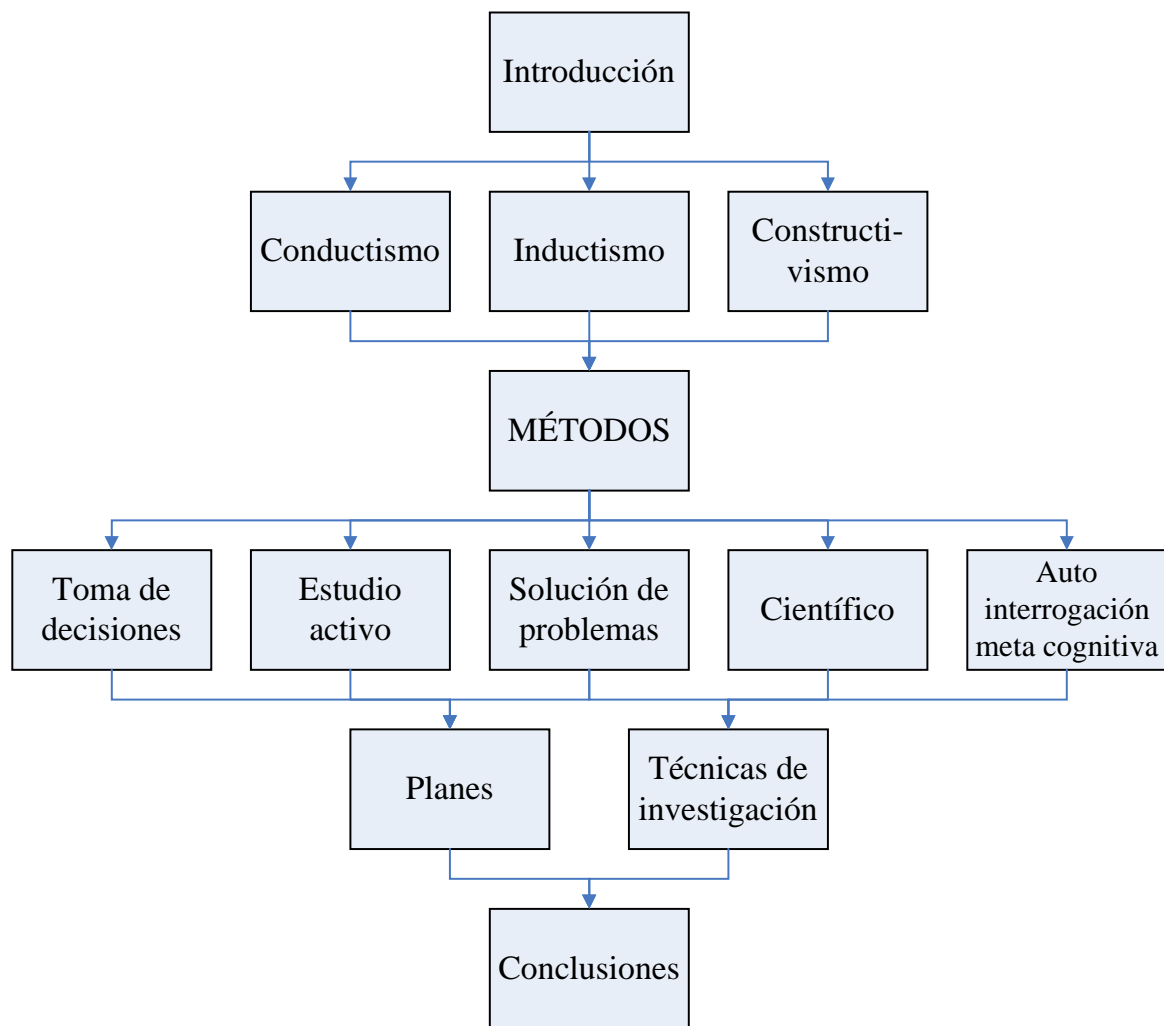 Introducción
Conductismo
Inductismo
Constructi-
vismo
MÉTODOS
Toma de
decisiones
Estudio
activo
Solución de
problemas
Científico
Auto
interrogación
meta cognitiva
Planes
Técnicas de
investigación
Conclusiones